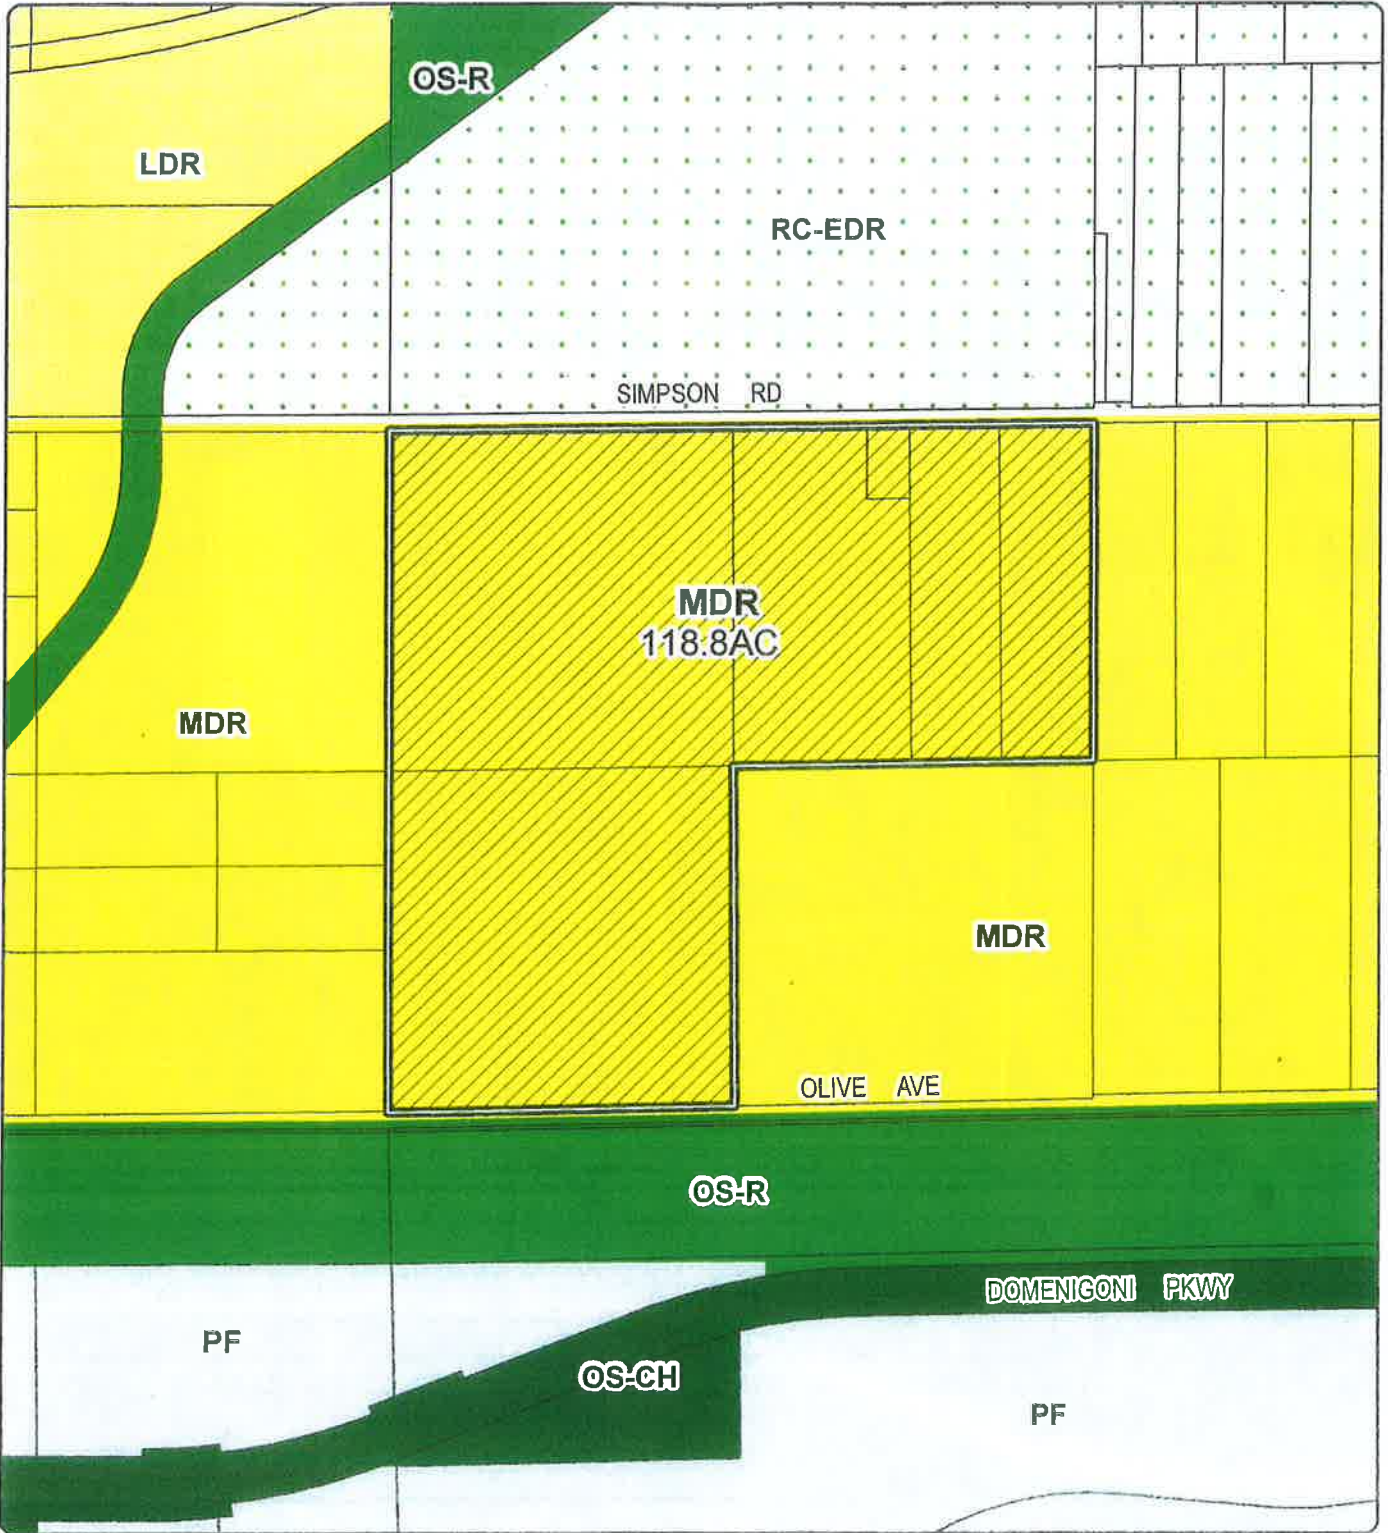 OS-R
LDR
RC-EDR
SIMPSON RD
MDR
118.8AC
MDR
MDR
OLIVE AVE
OS-R
DOMENIGONI PKWY
PF
OS-CH
PF